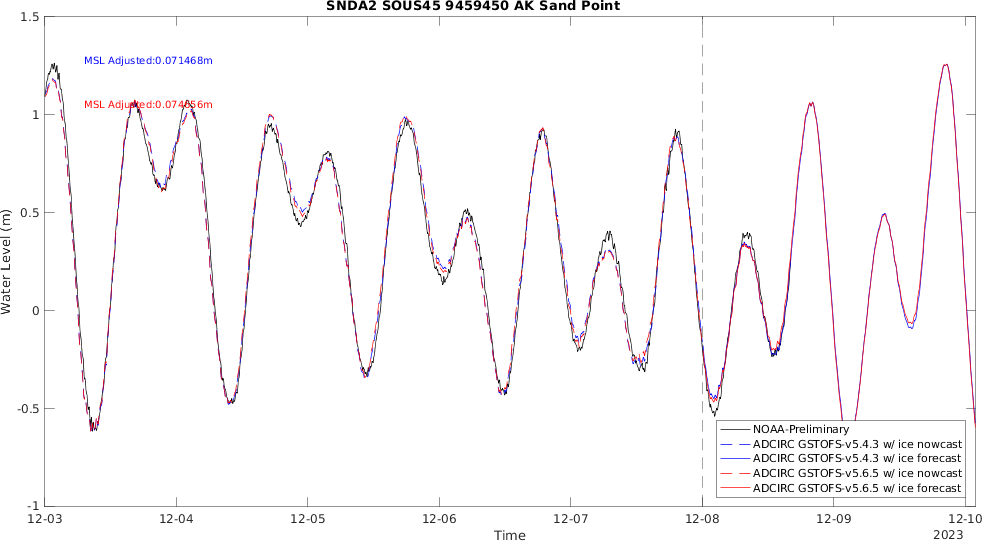 SNDA2 SOUS45 9459450 AK Sand Point
MSL Adjusted:0.071468m
MSL Adjusted:0.074656m
Water Level (m)
1.5
1
0.5
0
-0.5
-1
12-03
12-04
12-05
12-06
12-07
12-08
12-09
12-10
Time
2023
NOAA-Preliminary
ADCIRC GSTOFS-v5.4.3 w/ ice nowcast
ADCIRC GSTOFS-v5.4.3 w/ ice forecast
ADCIRC GSTOFS-v5.6.5 w/ ice nowcast
ADCIRC GSTOFS-v5.6.5 w/ ice forecast